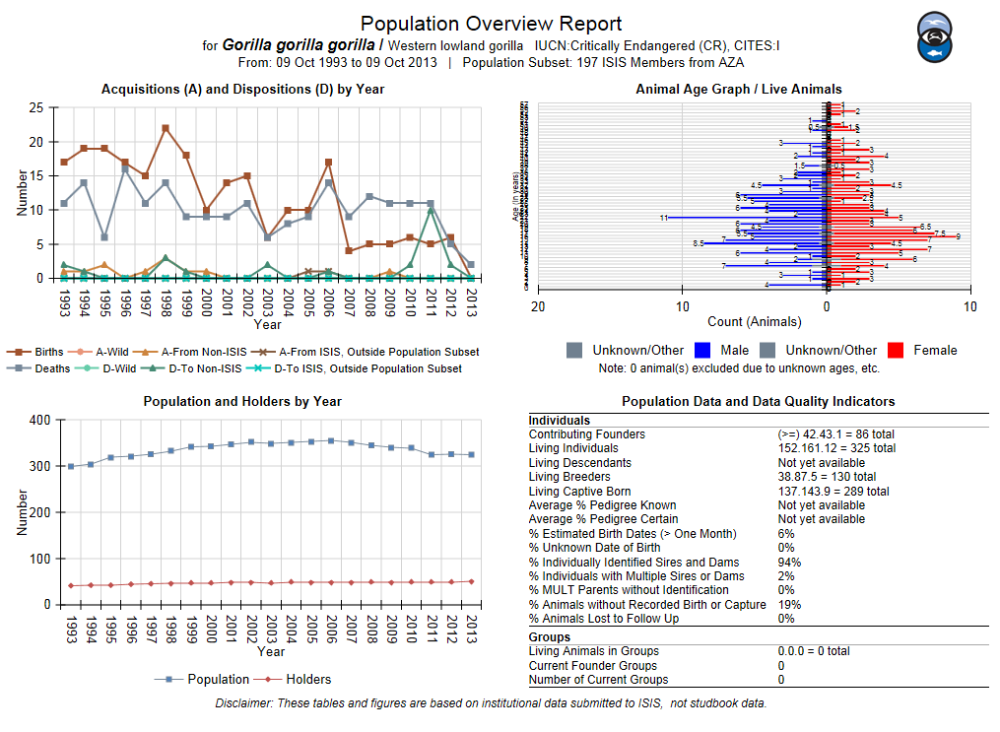 Population Overview Report
for Gorilla gorilla gorilla / Western lowland gorilla IUCN:Critically Endangered (CR), CITES:I
From: 09 Oct 1993 to 09 Oct 2013 | Population Subset: 197 ISIS Members from AZA
Acquisitions (A) and Dispositions (D) by Year
25
20
15
10
5
0
Number
1993 1994 1995 1996 1997 1998 1999 2000 2001 2002 2003 2004 2005 2006 2007 2008 2009 2010 2011 2012 2013
Year
Births A-Wild A-From Non-ISIS A-From ISIS, Outside Population Subset
Deaths D-Wild D-To Non-ISIS D-To ISIS, Outside Population Subset
Animal Age Graph / Live Animals
Age (in years)
20 10 0 10
Count (Animals)
Unknown/Other Male Unknown/Other Female
Note: 0 animal(s) excluded due to unknown ages, etc.
Population and Holders by Year
400
300
200
100
0
Number
1993 1994 1995 1996 1997 1998 1999 2000 2001 2002 2003 2004 2005 2006 2007 2008 2009 2010 2011 2012 2013
Year
Population Holders
Population Data and Data Quality Indicators
Individuals
Contributing Founders (>=) 42.43.1 = 86 total
Living Individuals 152.161.12 = 325 total
Living Descendants Not yet available
Living Breeders 38.87.5 = 130 total
Living Captive Born 137.143.9 = 289 total
Average % Pedigree Known Not yet available
Average % Pedigree Certain Not yet available
% Estimated Birth Dates (> One Month) 6%
% Unknown Date of Birth 0%
% Individually Identified Sires and Dams 94%
% Individuals with Multiple Sires or Dams 2%
% MULT Parents without Identification 0%
% Animals without Recorded Birth or Capture 19%
% Animals Lost to Follow Up 0%
Groups
Living Animals in Groups 0.0.0 = 0 total
Current Founder Groups 0
Number of Current Groups 0
Disclaimer: These tables and figures are based on institutional data submitted to ISIS, not studbook data.